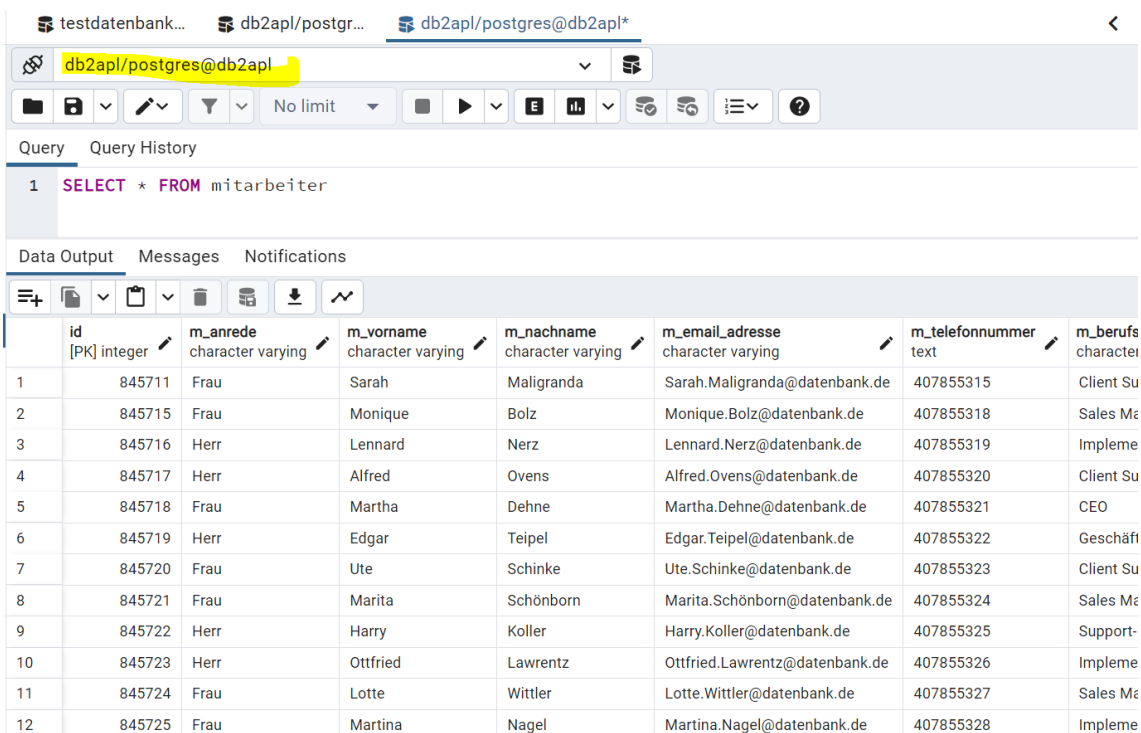 testdatenbank... db2apl/postgr... db2apl/postgres@db2apl*
db2apl/postgres@db2apl
No limit E
Query Query History
1 SELECT * FROM mitarbeiter
Data Output Messages Notifications
id m_anrede m_vorname m_nachname m_email_adresse m_telefonnummer m_berufs
[PK] integer character varying character varying character varying character varying text character
1 845711 Frau Sarah Maligranda Sarah.Maligranda@datenbank.de 407855315 Client Su
2 845715 Frau Monique Bolz Monique.Bolz@datenbank.de 407855318 Sales Ma
3 845716 Herr Lennard Nerz Lennard.Nerz@datenbank.de 407855319 Impleme
4 845717 Herr Alfred Ovens Alfred.Ovens@datenbank.de 407855320 Client Su
5 845718 Frau Martha Dehne Martha.Dehne@datenbank.de 407855321 CEO
6 845719 Herr Edgar Teipel Edgar.Teipel@datenbank.de 407855322 Geschäft
7 845720 Frau Ute Schinke Ute.Schinke@datenbank.de 407855323 Client Su
8 845721 Frau Marita Schönborn Marita.Schönborn@datenbank.de 407855324 Sales Ma
9 845722 Herr Harry Koller Harry.Koller@datenbank.de 407855325 Support-
10 845723 Herr Ottfried Lawrentz Ottfried.Lawrentz@datenbank.de 407855326 Impleme
11 845724 Frau Lotte Wittler Lotte.Wittler@datenbank.de 407855327 Sales Ma
12 845725 Frau Martina Nagel Martina.Nagel@datenbank.de 407855328 Impleme